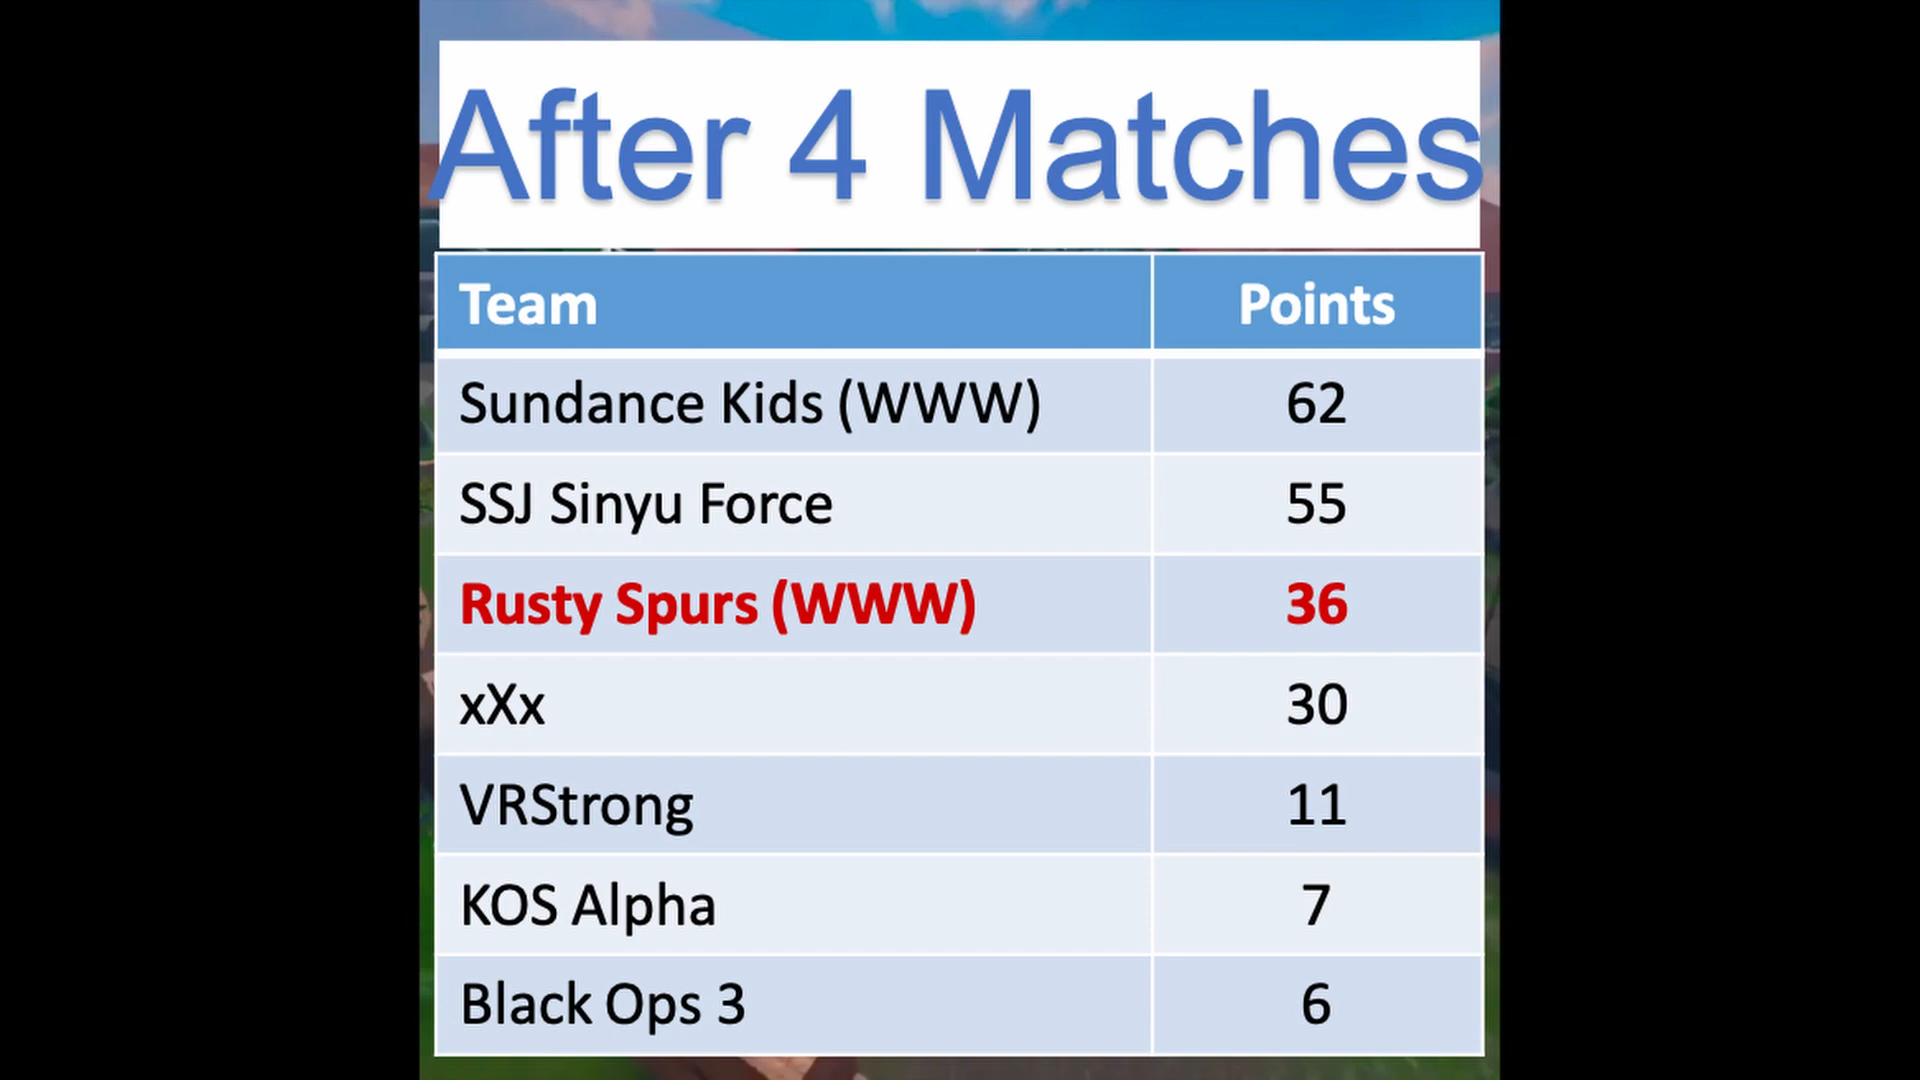 After 4 Matches
Team Points
Sundance Kids (WWW) 62
SSJ Sinyu Force 55
Rusty Spurs (WWW) 36
xXx 30
VRStrong 11
KOS Alpha 7
Black Ops 3 6